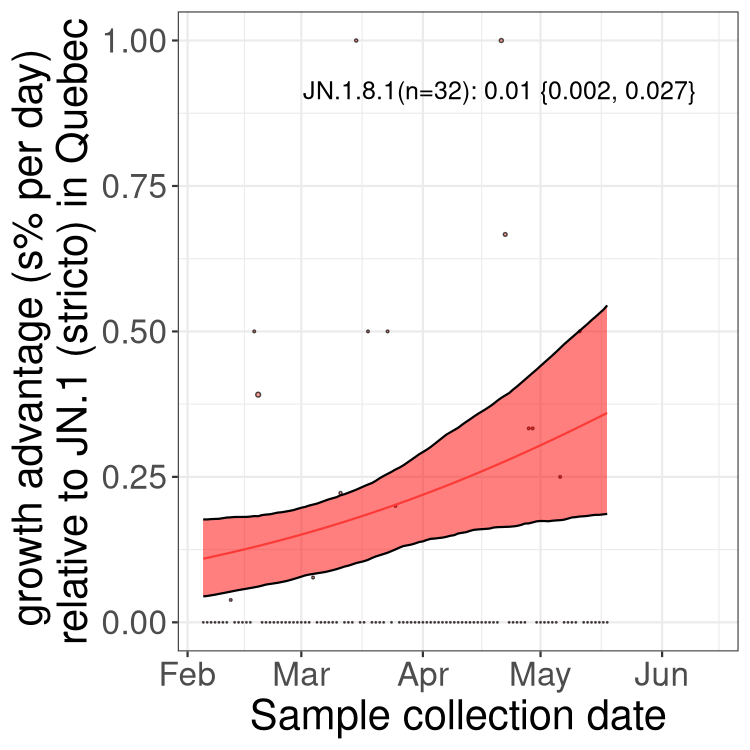 growth advantage (s% per day)
relative to JN.1 (stricto) in Quebec
1.00
0.75
0.50
0.25
0.00
JN.1.8.1(n=32): 0.01 {0.002, 0.027}
Feb Mar Apr May Jun
Sample collection date